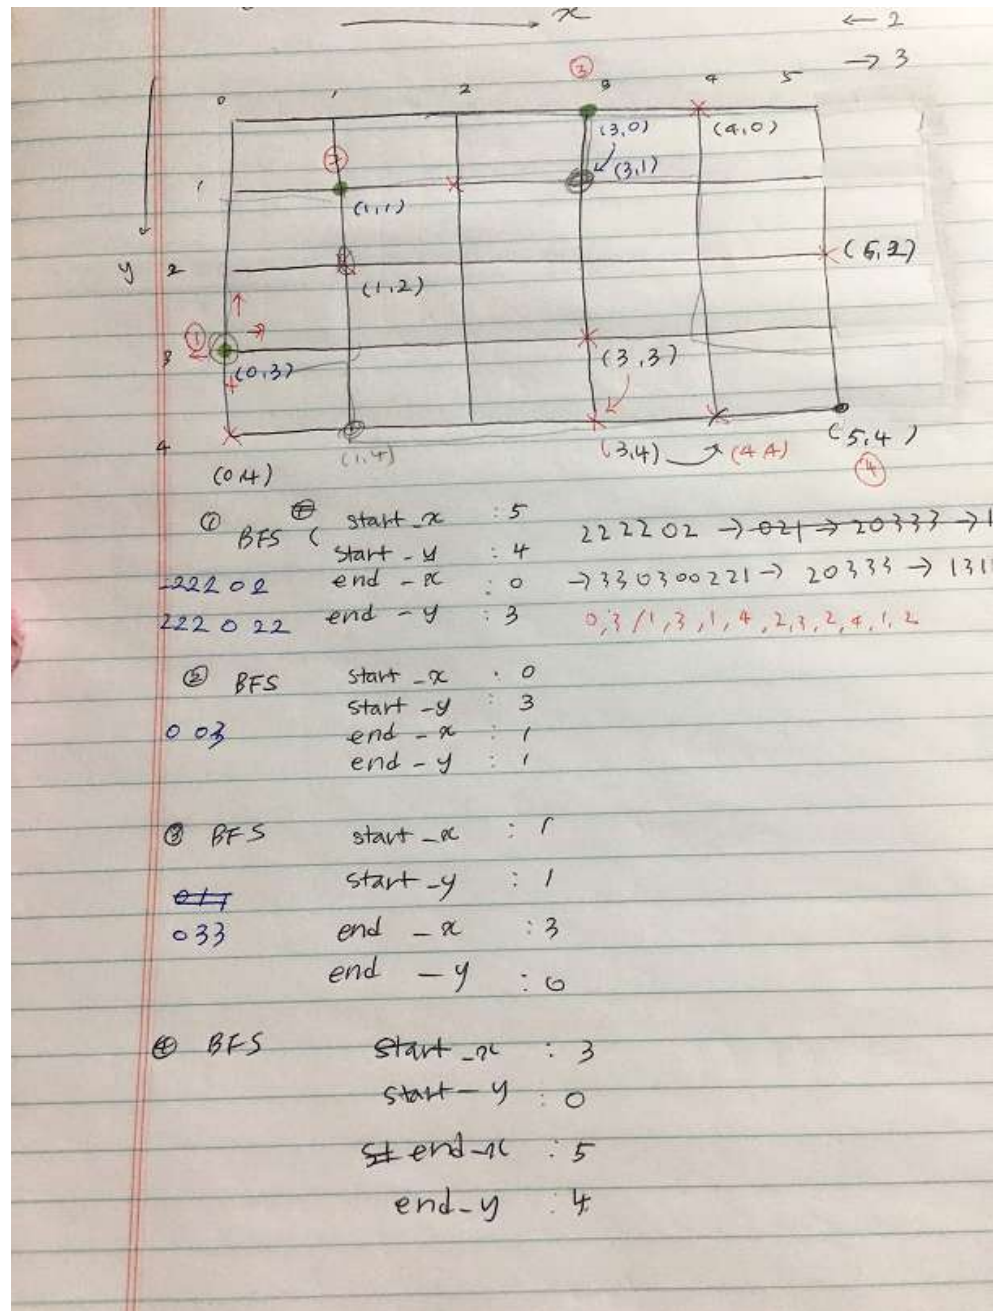 x
← 2
→ 3
③
0 1 2 3 4 5
(3,0) (4,0)
②
1 (3,1)
(1,1)
y 2 (5,2)
(1,2)
①
3 (0,3) (3,3)
4 (1,4) (3,4) (4,4) (5,4)
(0,4) ④
① BFS ( start_x : 5 222202 → 021 → 20333 → 1
start_y : 4
22202 end_x : 0 → 330300221 → 20333 → 131
222022 end_y : 3 0,3/1,3,1,4,2,3,2,4,1,2
② BFS start_x : 0
start_y : 3
003 end_x : 1
end_y : 1
③ BFS start_x : 1
start_y : 1
033 end_x : 3
end_y : 0
④ BFS start_x : 3
start_y : 0
st end_x : 5
end_y : 4